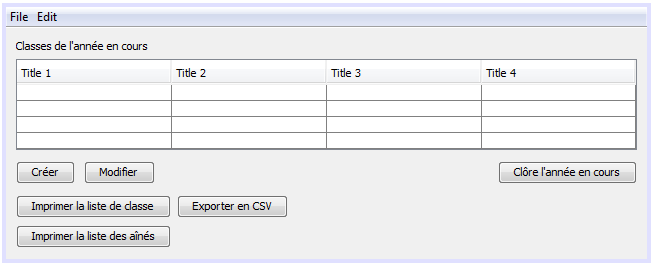 File Edit
Classes de l'année en cours
Title 1 Title 2 Title 3 Title 4
Créer Modifier Clôre l'année en cours
Imprimer la liste de classe Exporter en CSV
Imprimer la liste des aînés